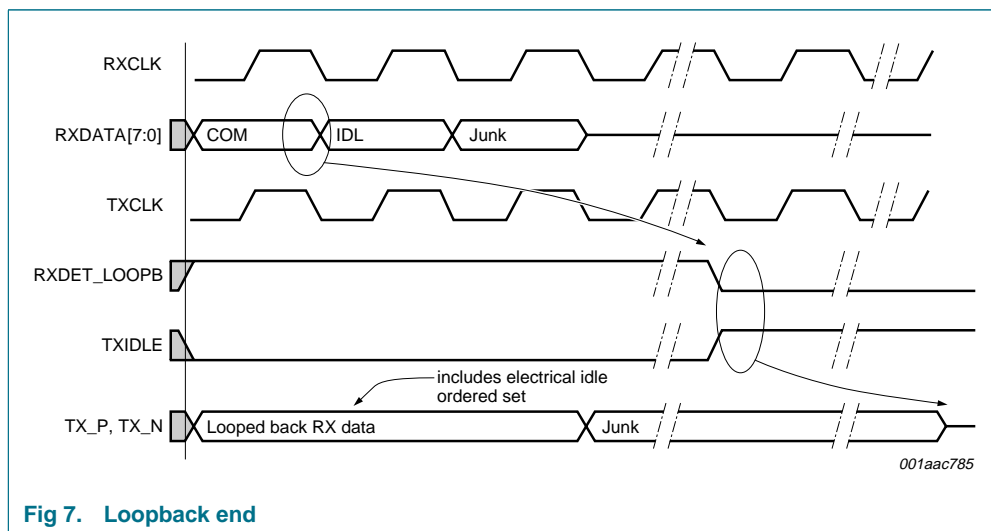 RXCLK
RXDATA[7:0]
COM
IDL
Junk
TXCLK
RXDET_LOOPB
TXIDLE
includes electrical idle
ordered set
TX_P, TX_N
Looped back RX data
Junk
001aac785
Fig 7. Loopback end